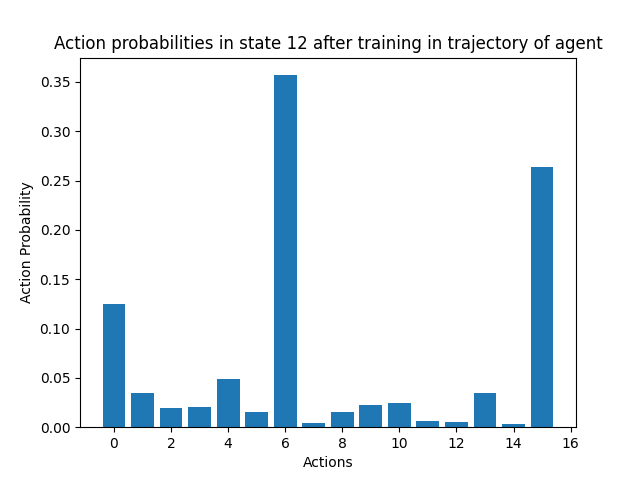 Action probabilities in state 12 after training in trajectory of agent
0.35
0.30
0.25
0.20
0.15
0.10
0.05
0.00
Action Probability
0 2 4 6 8 10 12 14 16
Actions